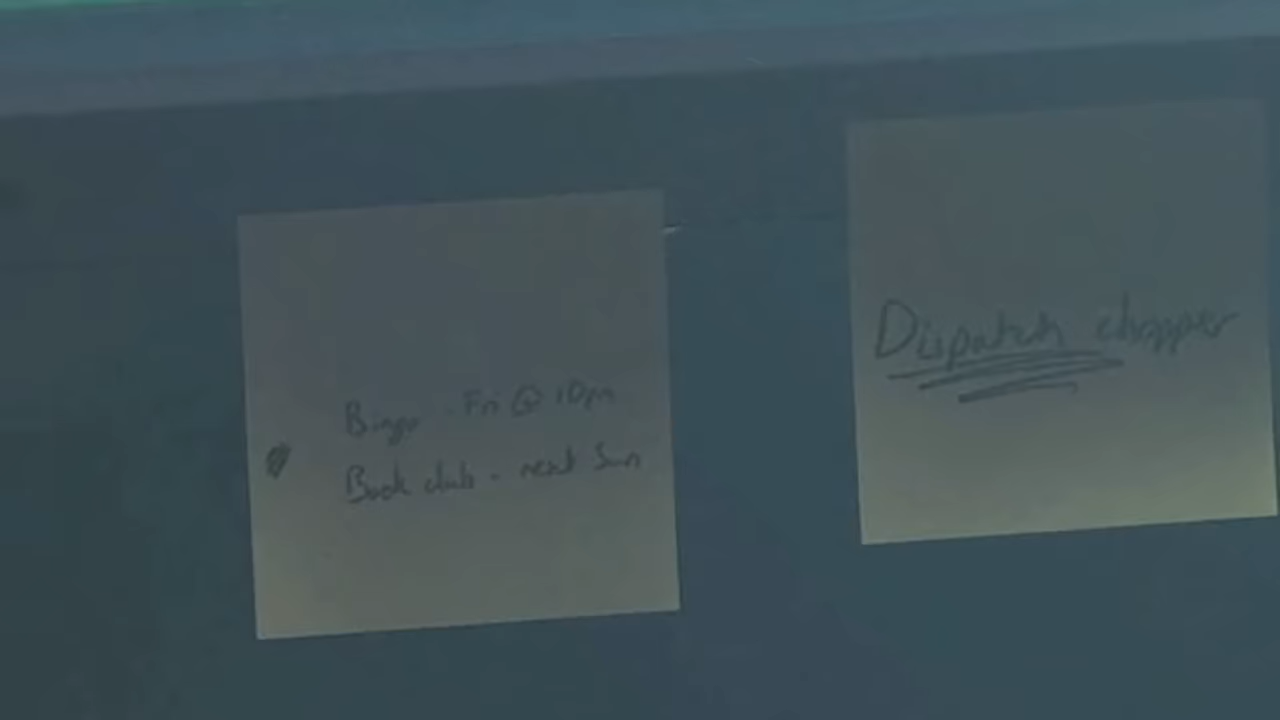 Bingo - Fri @ 10pm
Book club - next Sun
Dispatch chopper